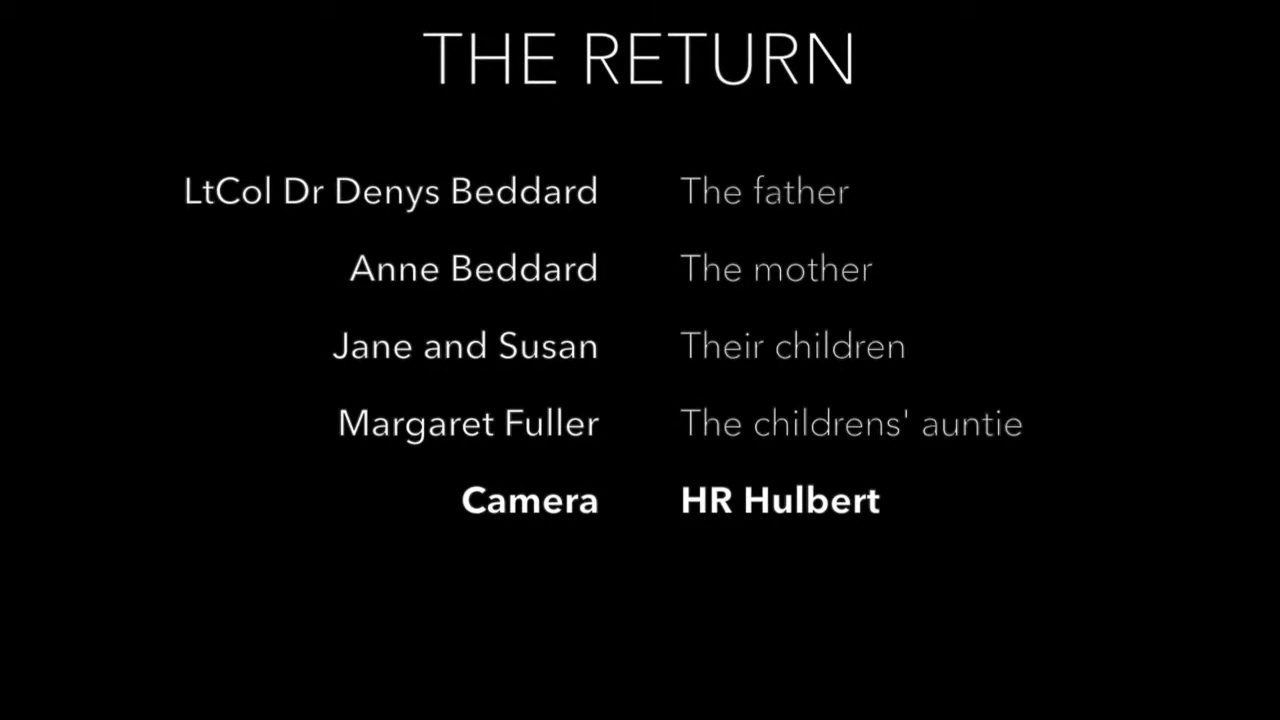 THE RETURN
LtCol Dr Denys Beddard The father
Anne Beddard The mother
Jane and Susan Their children
Margaret Fuller The childrens' auntie
Camera HR Hulbert